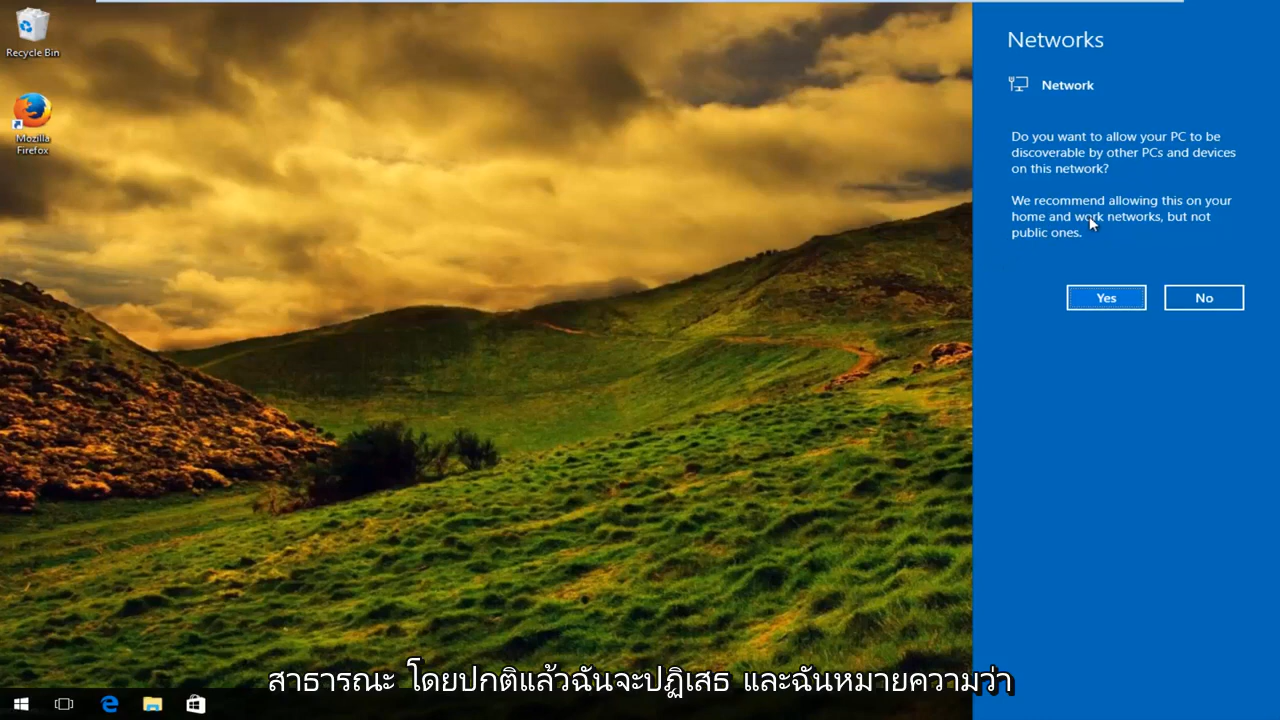 Recycle Bin
Mozilla
Firefox
Networks
Network
Do you want to allow your PC to be
discoverable by other PCs and devices
on this network?
We recommend allowing this on your
home and work networks, but not
public ones.
Yes
No
สาธารณะ โดยปกติแล้วฉันจะปฏิเสธ และฉันหมายความว่า